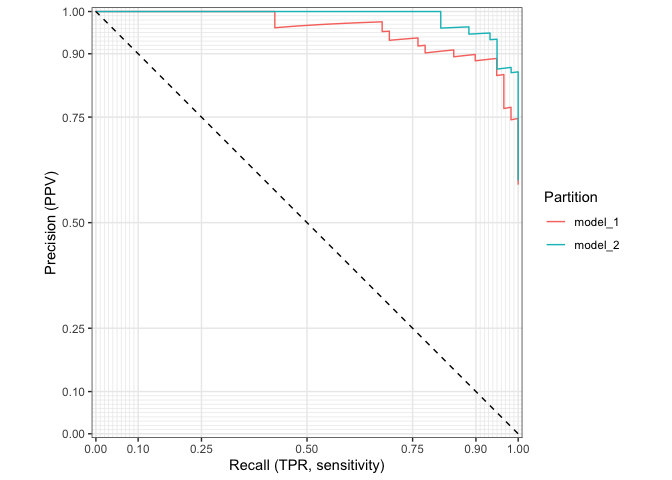 1.00
0.90
0.75
0.50
0.25
0.10
0.00
Precision (PPV)
0.00 0.10 0.25 0.50 0.75 0.90 1.00
Recall (TPR, sensitivity)
Partition
model_1
model_2